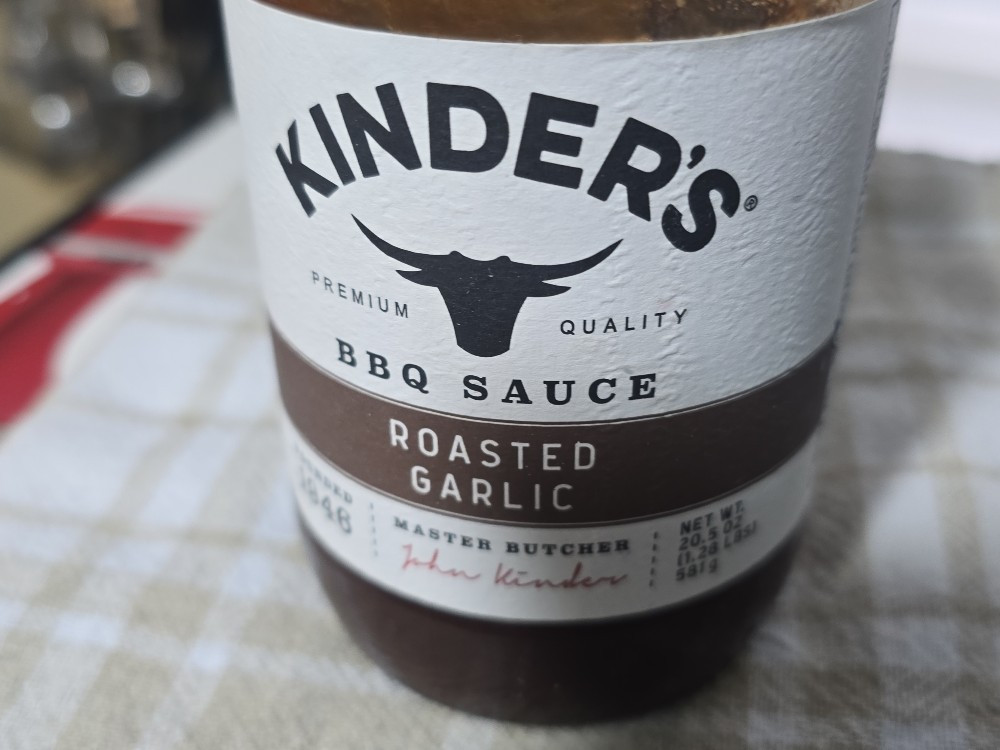 KINDER'S®
PREMIUM QUALITY
BBQ SAUCE
ROASTED
GARLIC
1946
MASTER BUTCHER
John Kinder
NET WT.
20.5 OZ
(1.28 LBS)
581g